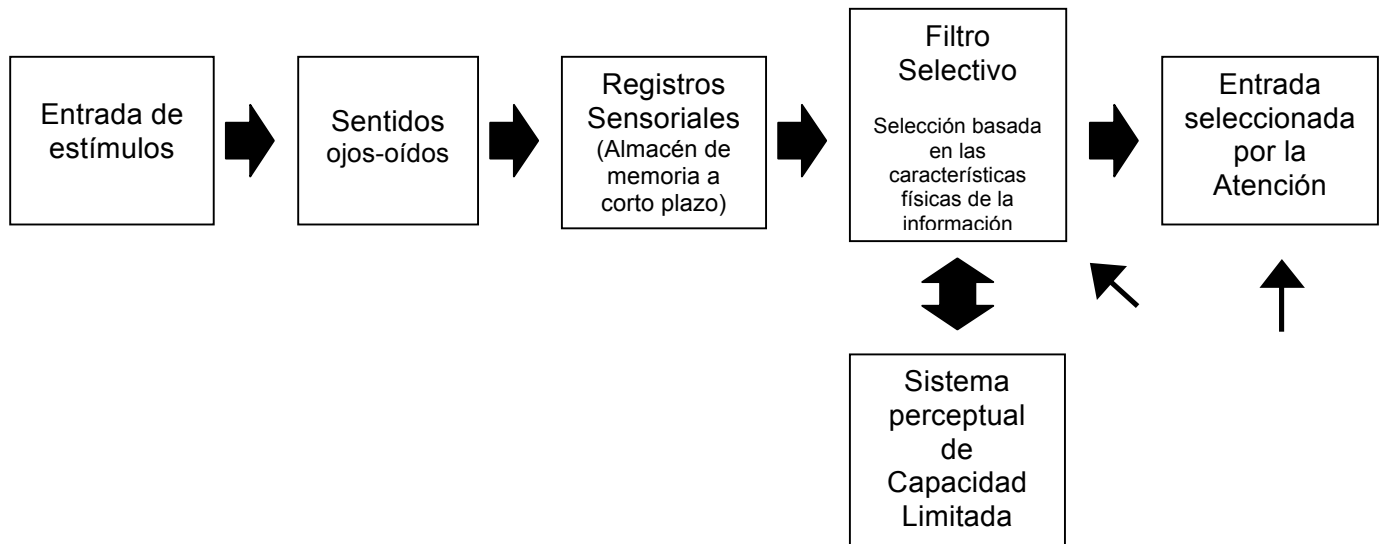 Entrada de
estímulos
Sentidos
ojos-oídos
Registros
Sensoriales
(Almacén de
memoria a
corto plazo)
Filtro
Selectivo
Selección basada
en las
características
físicas de la
información
Entrada
seleccionada
por la
Atención
Sistema
perceptual
de
Capacidad
Limitada